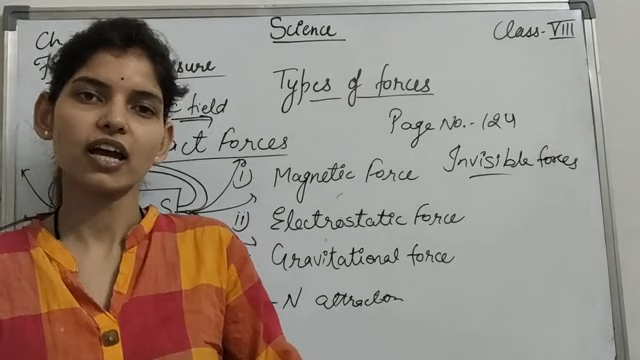 Science
Class-VIII
Ch
Types of forces
field
Page No.-124
Forces
Invisible forces
i) Magnetic Force
S
ii) Electrostatic Force
Gravitational force
-N attraction